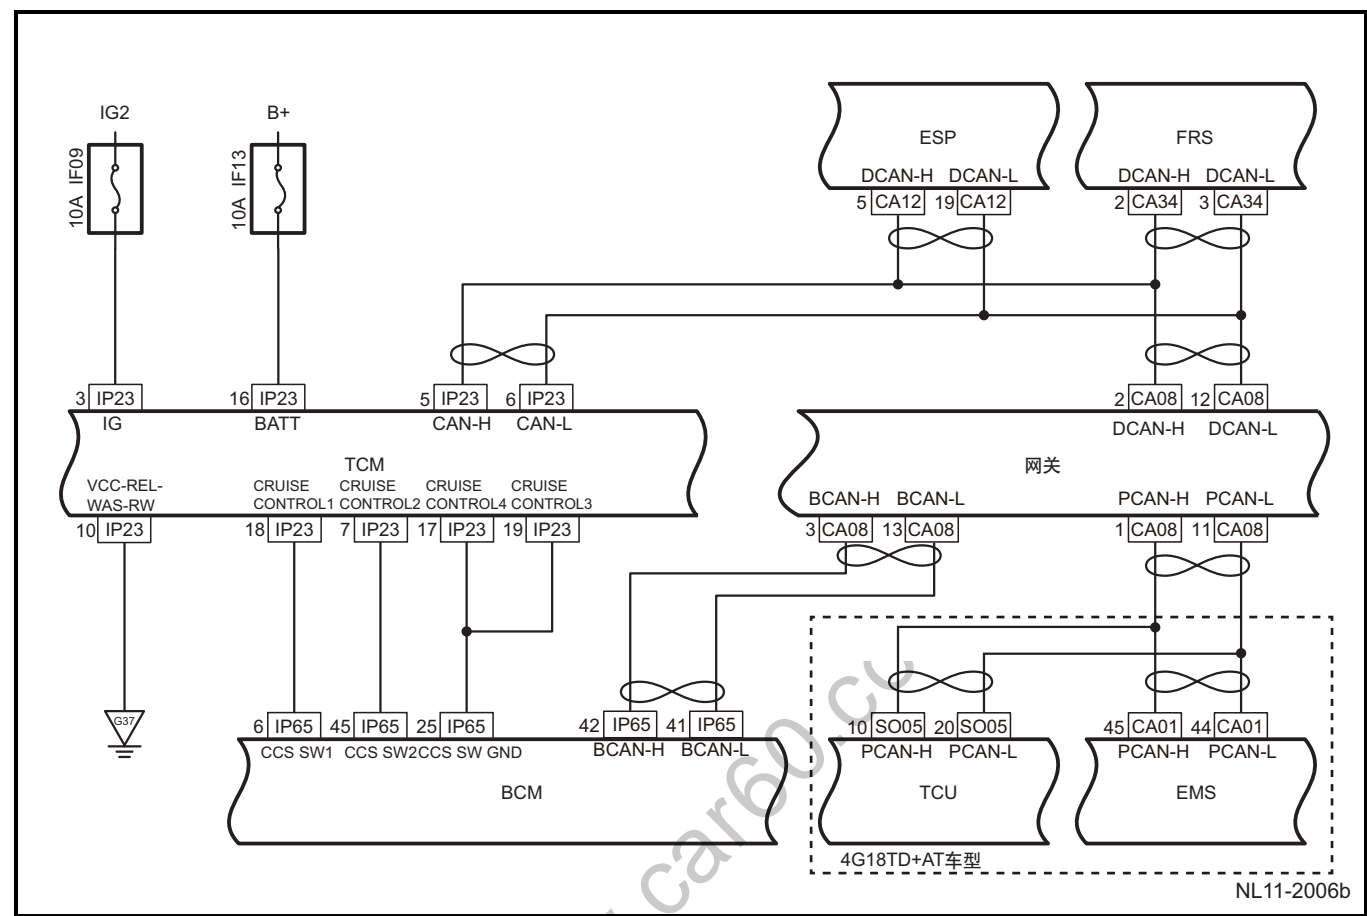 IG2
B+
10A IF09
10A IF13
ESP
FRS
DCAN-H DCAN-L
DCAN-H DCAN-L
5 CA12 19 CA12
2 CA34 3 CA34
3 IP23
16 IP23
5 IP23
6 IP23
2 CA08 12 CA08
IG
BATT
CAN-H
CAN-L
DCAN-H DCAN-L
TCM
网关
VCC-REL-
WAS-RW
CRUISE
CONTROL1
CRUISE
CONTROL2
CRUISE
CONTROL4
CRUISE
CONTROL3
BCAN-H BCAN-L
PCAN-H PCAN-L
10 IP23
18 IP23
7 IP23
17 IP23
19 IP23
3 CA08 13 CA08
1 CA08 11 CA08
G37
6 IP65
45 IP65
25 IP65
42 IP65
41 IP65
10 SO05 20 SO05
45 CA01 44 CA01
CCS SW1
CCS SW2
CCS SW GND
BCAN-H
BCAN-L
PCAN-H PCAN-L
PCAN-H PCAN-L
BCM
TCU
EMS
4G18TD+AT车型
NL11-2006b